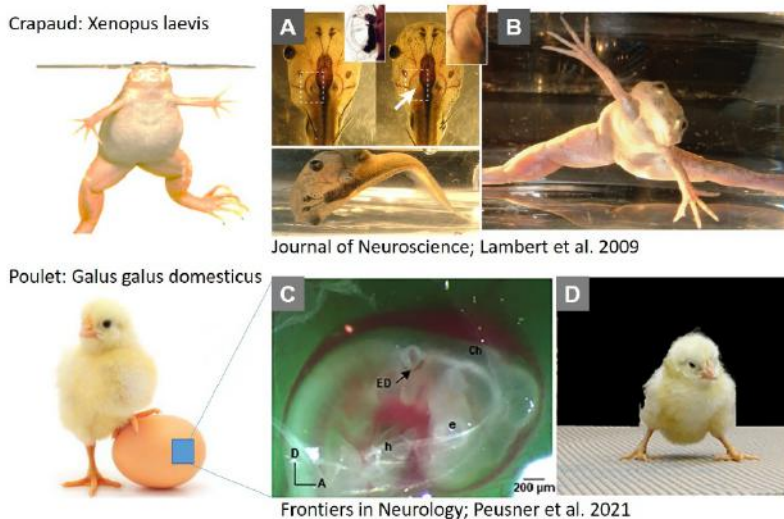 Crapaud: Xenopus laevis
A
B
Journal of Neuroscience; Lambert et al. 2009
Poulet: Galus galus domesticus
C
D
Ch
ED
e
h
D
A
200 µm
Frontiers in Neurology; Peusner et al. 2021